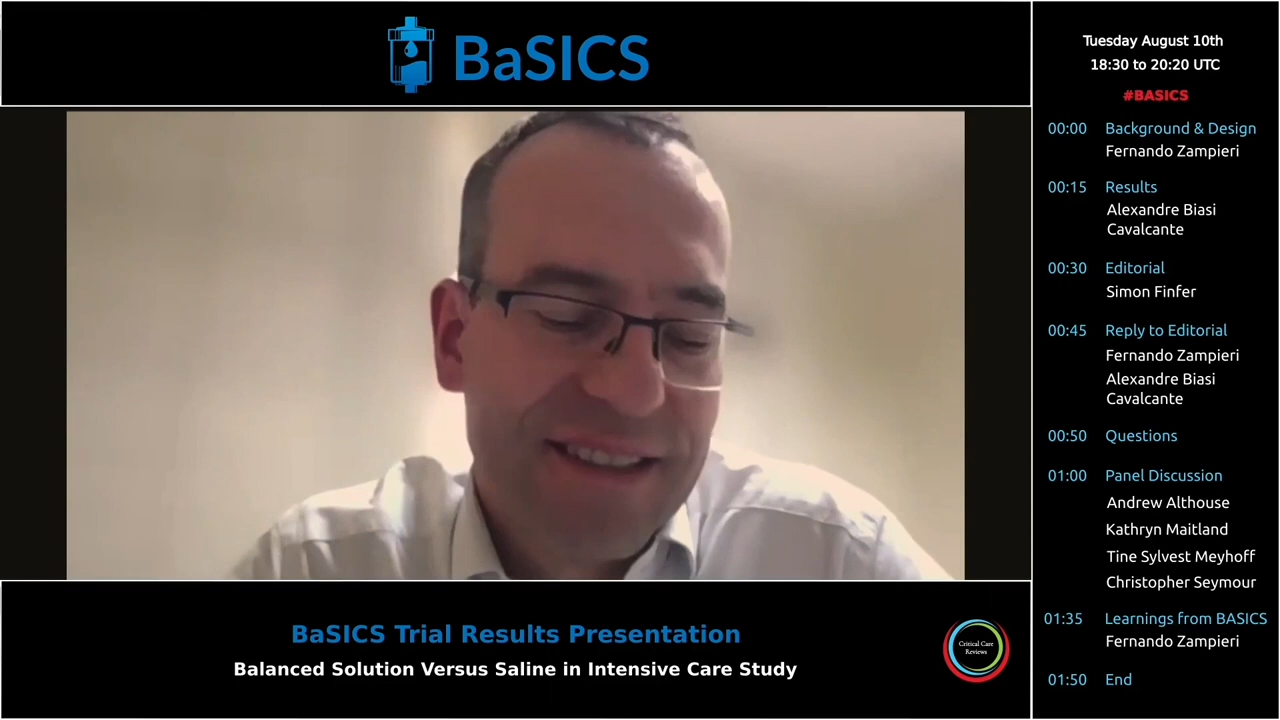 BaSICS
BaSICS Trial Results Presentation
Balanced Solution Versus Saline in Intensive Care Study
Critical Care
Reviews
Tuesday August 10th
18:30 to 20:20 UTC
#BASICS
00:00 Background & Design
Fernando Zampieri
00:15 Results
Alexandre Biasi
Cavalcante
00:30 Editorial
Simon Finfer
00:45 Reply to Editorial
Fernando Zampieri
Alexandre Biasi
Cavalcante
00:50 Questions
01:00 Panel Discussion
Andrew Althouse
Kathryn Maitland
Tine Sylvest Meyhoff
Christopher Seymour
01:35 Learnings from BASICS
Fernando Zampieri
01:50 End